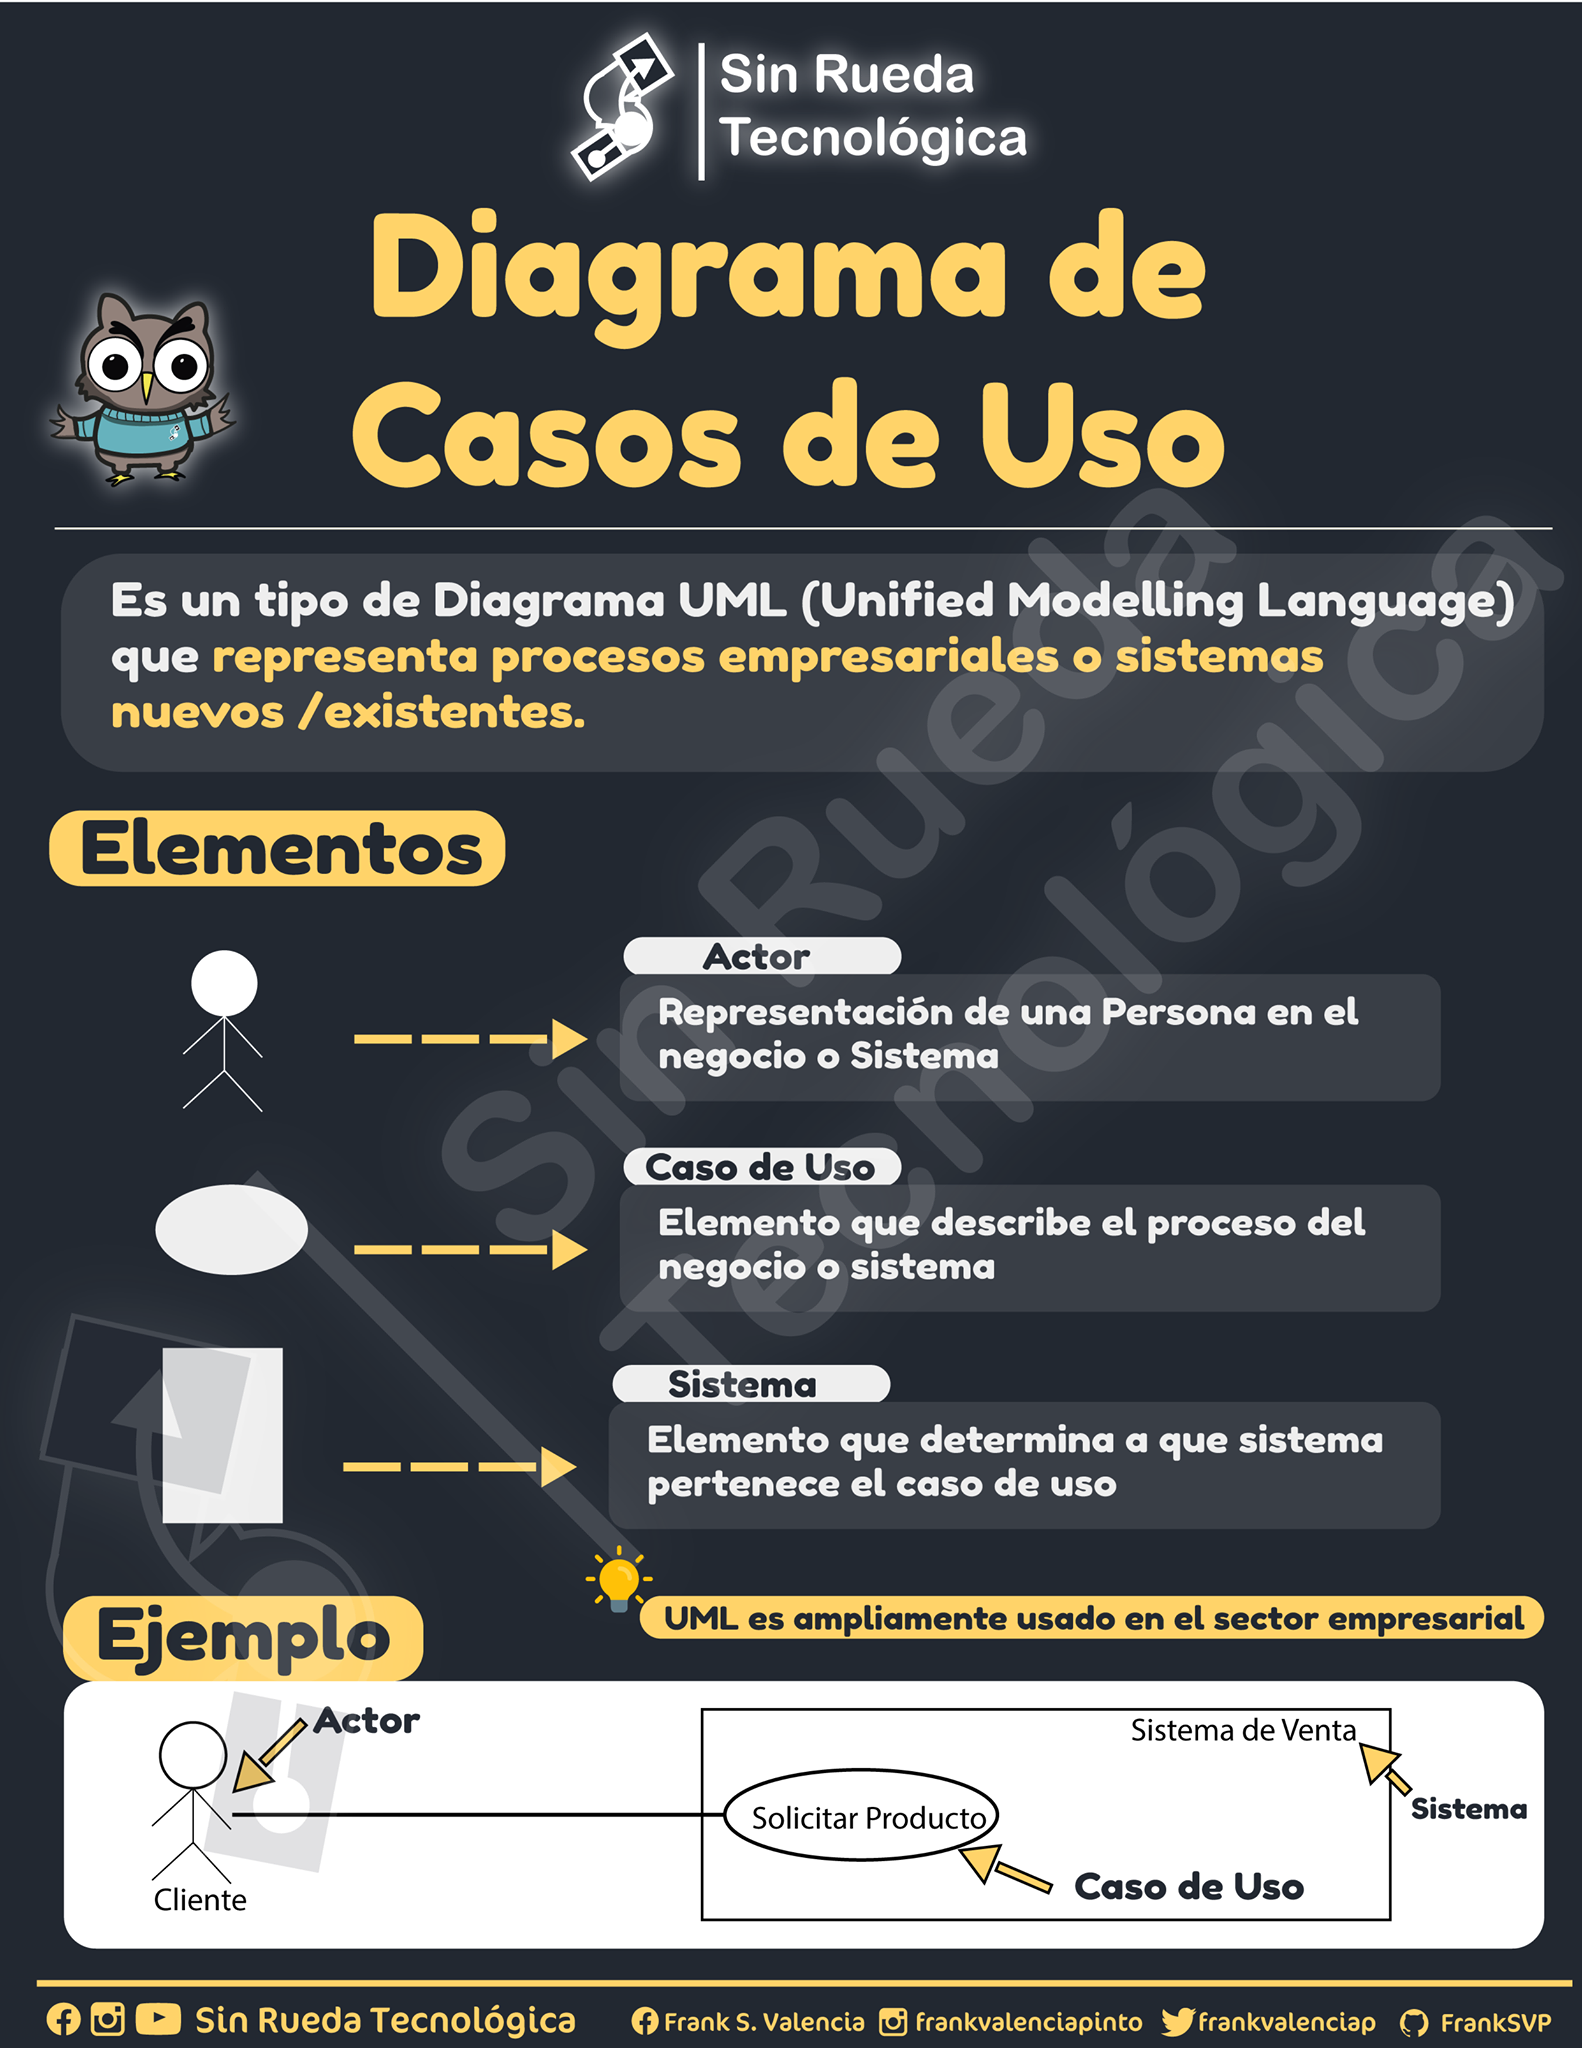 Sin Rueda
Tecnológica
Diagrama de
Casos de Uso
Es un tipo de Diagrama UML (Unified Modelling Language)
que representa procesos empresariales o sistemas
nuevos /existentes.
Elementos
Actor
Representación de una Persona en el
negocio o Sistema
Caso de Uso
Elemento que describe el proceso del
negocio o sistema
Sistema
Elemento que determina a que sistema
pertenece el caso de uso
UML es ampliamente usado en el sector empresarial
Ejemplo
Actor
Sistema de Venta
Sistema
Solicitar Producto
Caso de Uso
Cliente
Sin Rueda Tecnológica
Frank S. Valencia
frankvalenciapinto
frankvalenciap
FrankSVP
Sin Rueda
Tecnológica